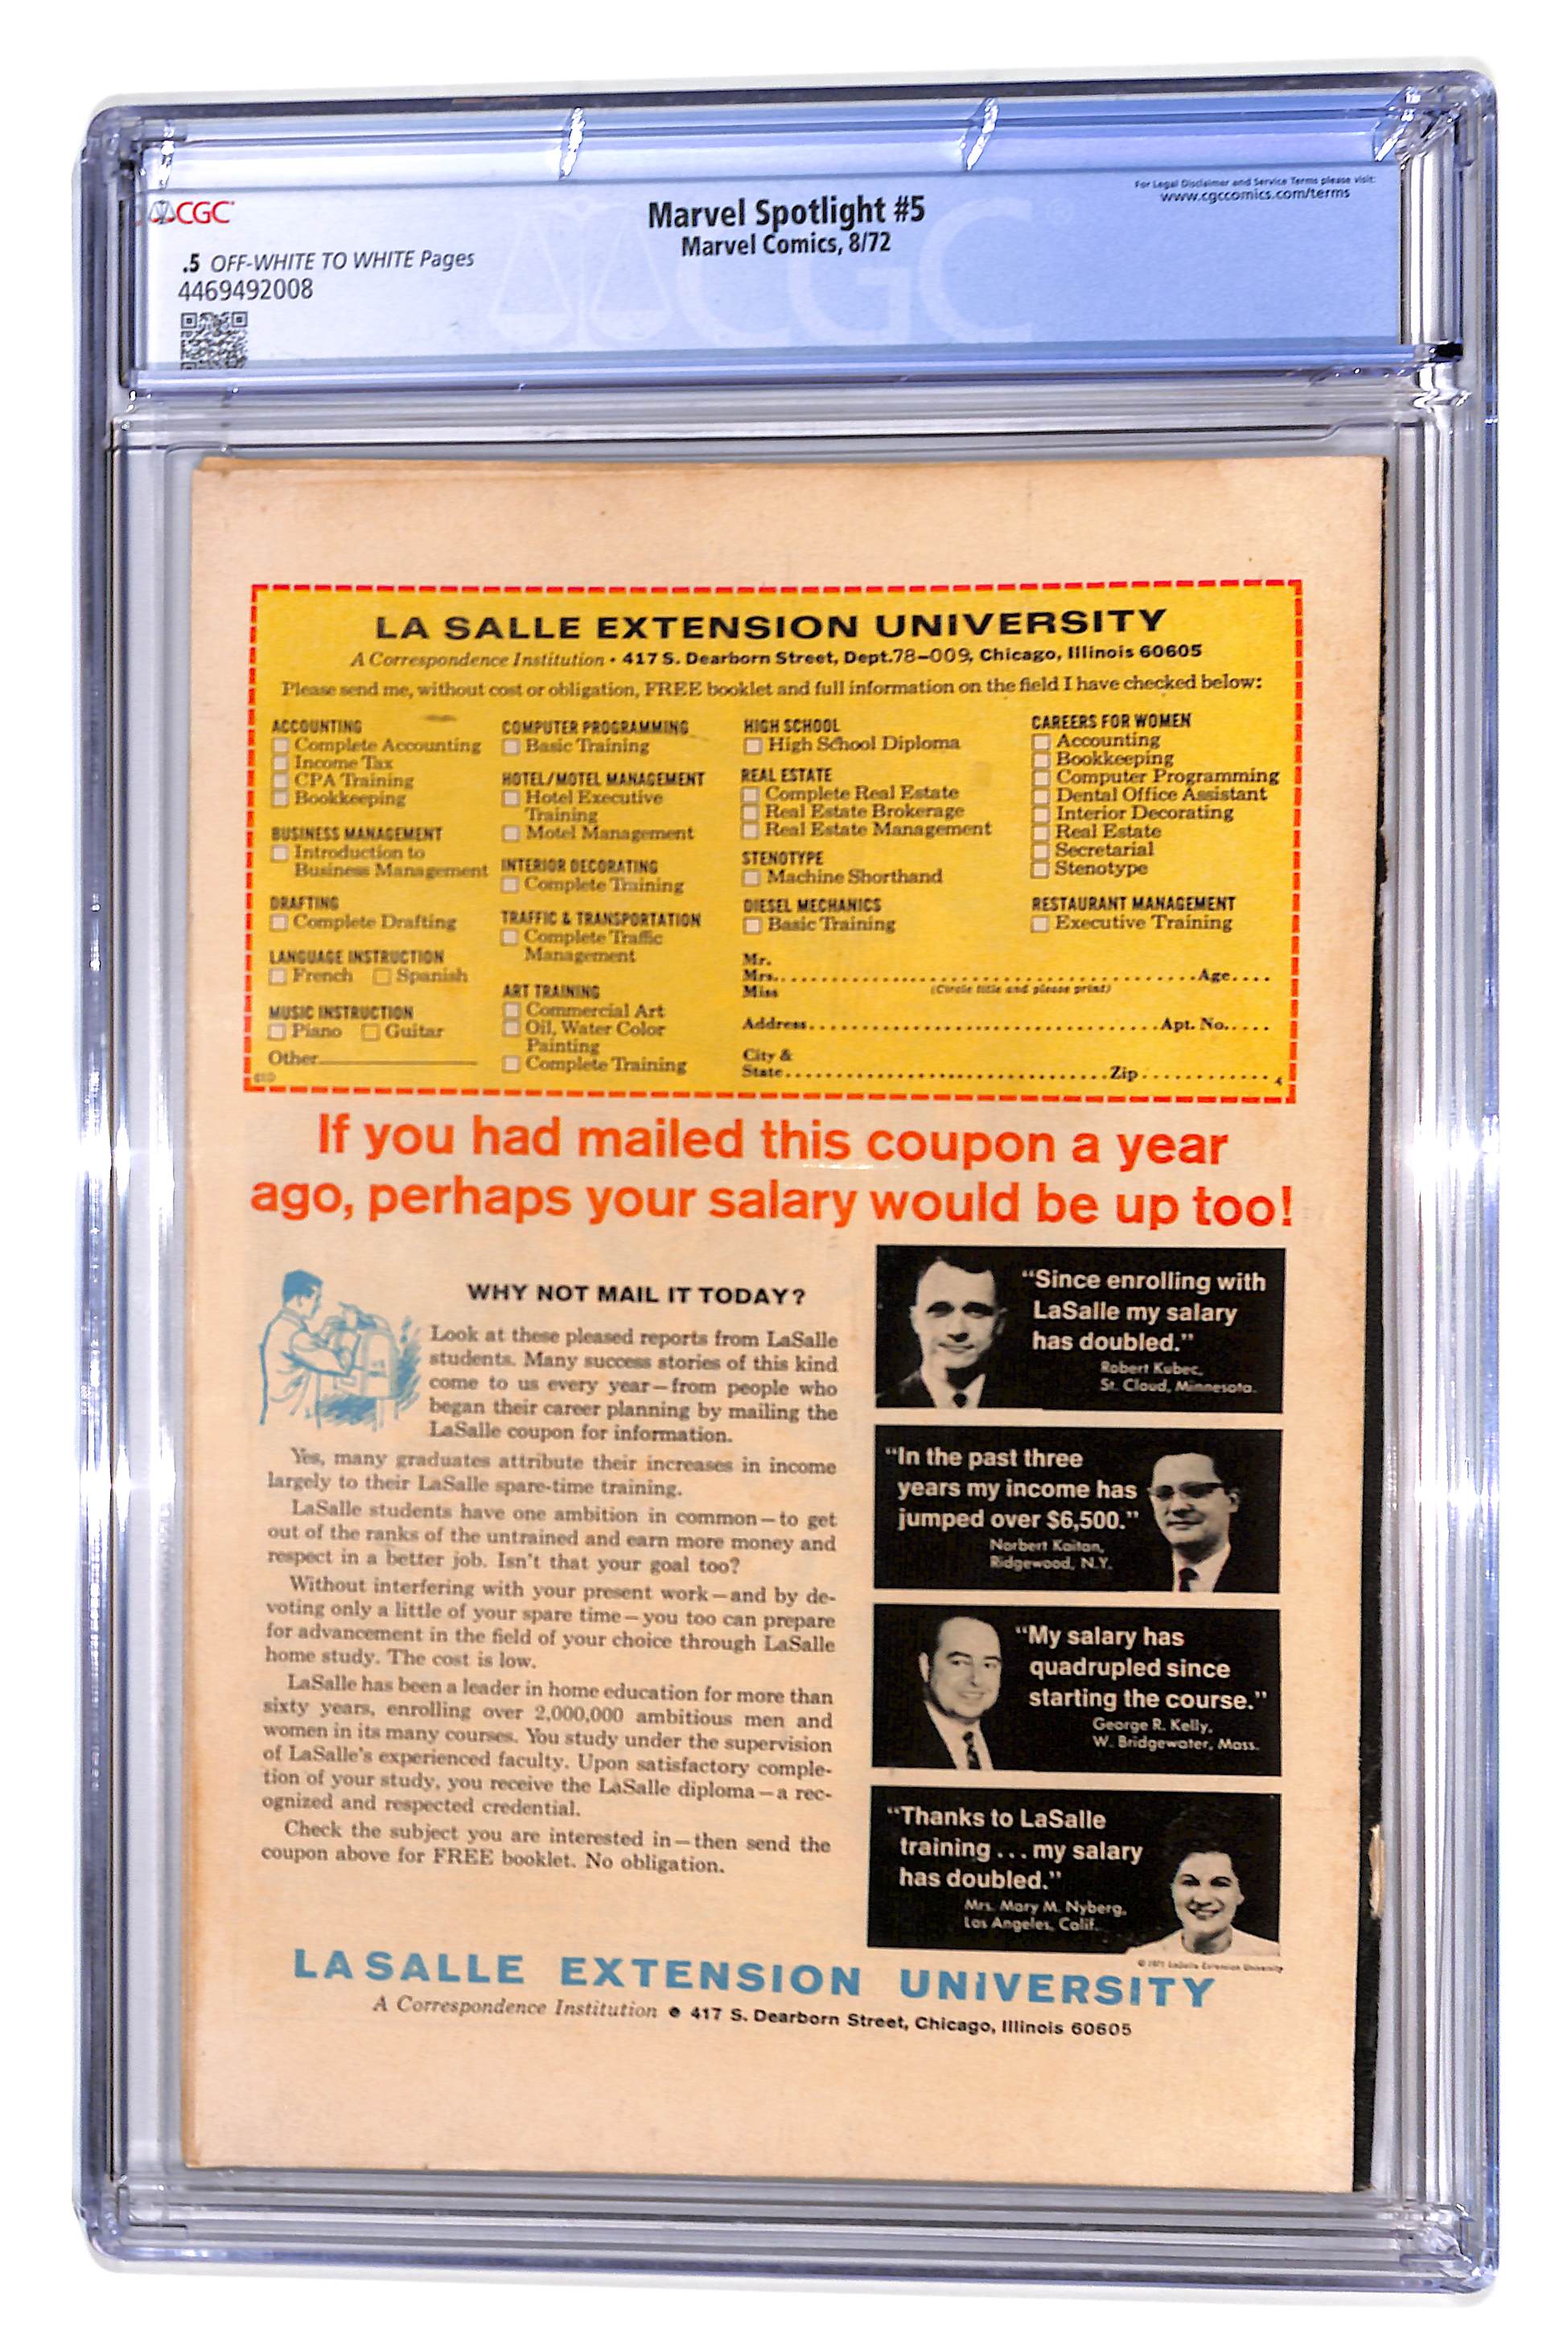 CGC
Marvel Spotlight #5
Marvel Comics, 8/72
For Legal Disclaimer and Service Terms please visit:
www.cgccomics.com/terms
.5 OFF-WHITE TO WHITE Pages
4469492008
CGC
LA SALLE EXTENSION UNIVERSITY
A Correspondence Institution • 417 S. Dearborn Street, Dept.78-009, Chicago, Illinois 60605
Please send me, without cost or obligation, FREE booklet and full information on the field I have checked below:
ACCOUNTING
Complete Accounting
Income Tax
CPA Training
Bookkeeping
BUSINESS MANAGEMENT
Introduction to
Business Management
DRAFTING
Complete Drafting
LANGUAGE INSTRUCTION
French Spanish
MUSIC INSTRUCTION
Piano Guitar
Other
COMPUTER PROGRAMMING
Basic Training
HOTEL/MOTEL MANAGEMENT
Hotel Executive
Training
Motel Management
INTERIOR DECORATING
Complete Training
TRAFFIC & TRANSPORTATION
Complete Traffic
Management
ART TRAINING
Commercial Art
Oil, Water Color
Painting
Complete Training
HIGH SCHOOL
High School Diploma
REAL ESTATE
Complete Real Estate
Real Estate Brokerage
Real Estate Management
STENOTYPE
Machine Shorthand
DIESEL MECHANICS
Basic Training
CAREERS FOR WOMEN
Accounting
Bookkeeping
Computer Programming
Dental Office Assistant
Interior Decorating
Real Estate
Secretarial
Stenotype
RESTAURANT MANAGEMENT
Executive Training
Mr.
Mrs. Age
Miss (Circle title and please print)
Address Apt. No.
City &
State Zip 4
If you had mailed this coupon a year
ago, perhaps your salary would be up too!
WHY NOT MAIL IT TODAY?
Look at these pleased reports from LaSalle
students. Many success stories of this kind
come to us every year—from people who
began their career planning by mailing the
LaSalle coupon for information.
Yes, many graduates attribute their increases in income
largely to their LaSalle spare-time training.
LaSalle students have one ambition in common—to get
out of the ranks of the untrained and earn more money and
respect in a better job. Isn't that your goal too?
Without interfering with your present work—and by de-
voting only a little of your spare time—you too can prepare
for advancement in the field of your choice through LaSalle
home study. The cost is low.
LaSalle has been a leader in home education for more than
sixty years, enrolling over 2,000,000 ambitious men and
women in its many courses. You study under the supervision
of LaSalle's experienced faculty. Upon satisfactory comple-
tion of your study, you receive the LaSalle diploma—a rec-
ognized and respected credential.
Check the subject you are interested in—then send the
coupon above for FREE booklet. No obligation.
"Since enrolling with
LaSalle my salary
has doubled."
Robert Kubec,
St. Cloud, Minnesota.
"In the past three
years my income has
jumped over $6,500."
Norbert Kaitan,
Ridgewood, N.Y.
"My salary has
quadrupled since
starting the course."
George R. Kelly,
W. Bridgewater, Mass.
"Thanks to LaSalle
training . . . my salary
has doubled."
Mrs. Mary M. Nyberg,
Los Angeles, Calif.
© 1971 LaSalle Extension University
LASALLE EXTENSION UNIVERSITY
A Correspondence Institution • 417 S. Dearborn Street, Chicago, Illinois 60605